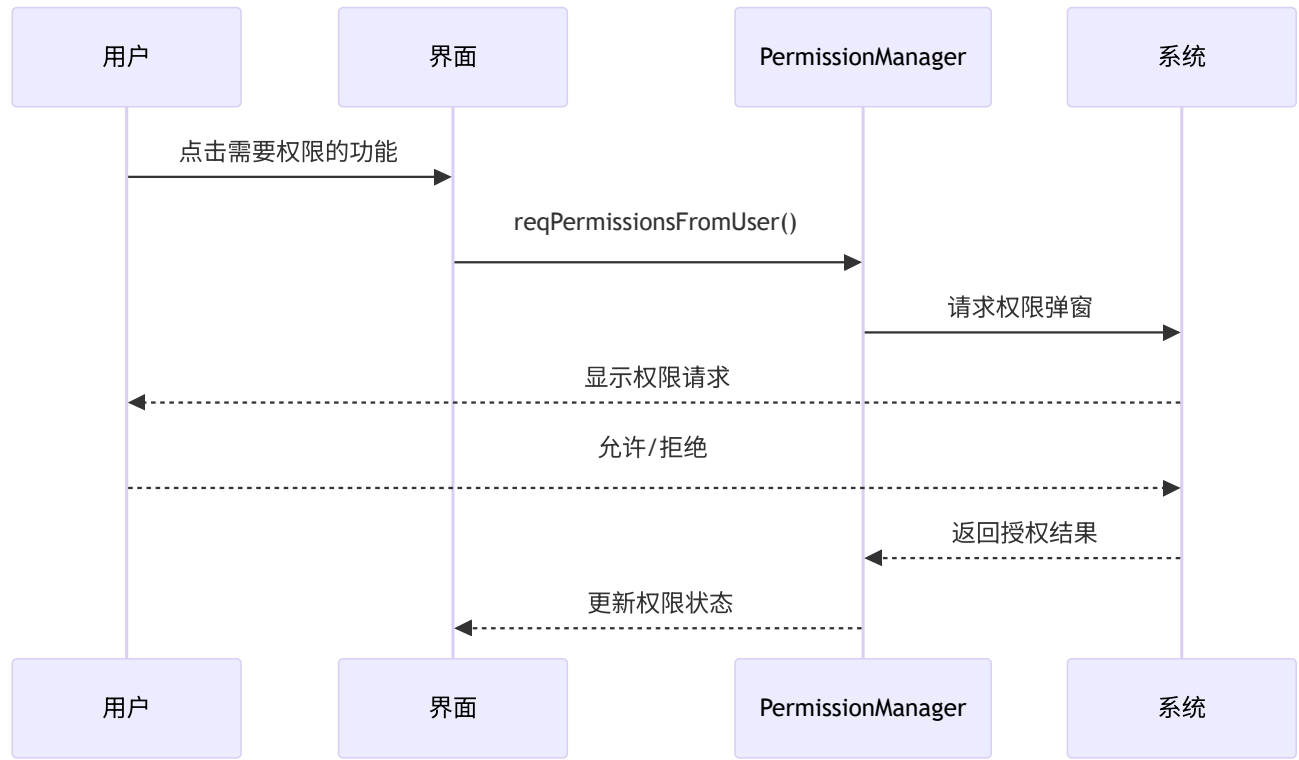 用户
界面
PermissionManager
系统
点击需要权限的功能
reqPermissionsFromUser()
请求权限弹窗
显示权限请求
允许/拒绝
返回授权结果
更新权限状态
用户
界面
PermissionManager
系统